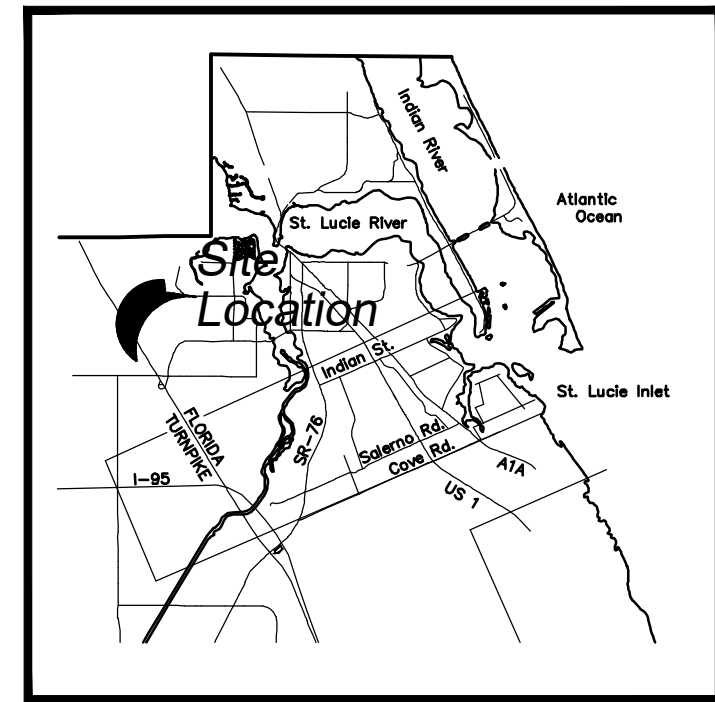 Indian River
Atlantic
Ocean
St. Lucie River
Site
Location
Indian St.
St. Lucie Inlet
FLORIDA
TURNPIKE
SR-76
Salerno Rd.
Cove Rd.
A1A
I-95
US 1